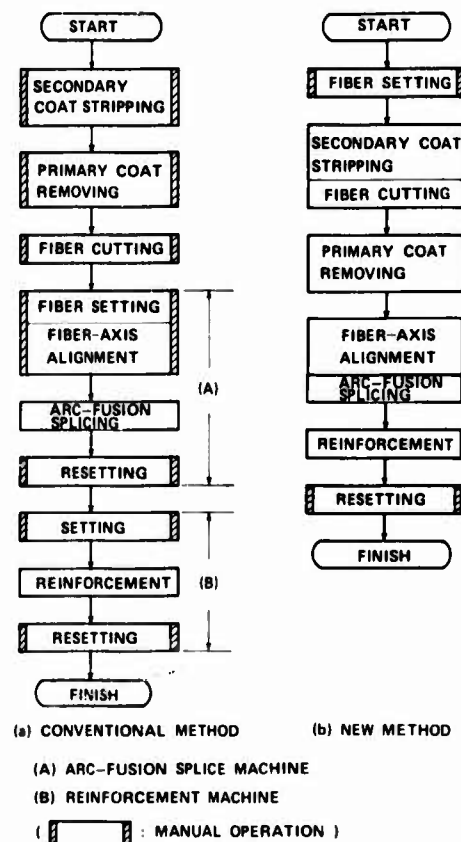 START
SECONDARY
COAT STRIPPING
PRIMARY COAT
REMOVING
FIBER CUTTING
FIBER SETTING
FIBER-AXIS
ALIGNMENT
ARC-FUSION
SPLICING
RESETTING
(A)
SETTING
REINFORCEMENT
RESETTING
(B)
FINISH
(a) CONVENTIONAL METHOD
START
FIBER SETTING
SECONDARY COAT
STRIPPING
FIBER CUTTING
PRIMARY COAT
REMOVING
FIBER-AXIS
ALIGNMENT
ARC-FUSION
SPLICING
REINFORCEMENT
RESETTING
FINISH
(b) NEW METHOD
(A) ARC-FUSION SPLICE MACHINE
(B) REINFORCEMENT MACHINE
( : MANUAL OPERATION )